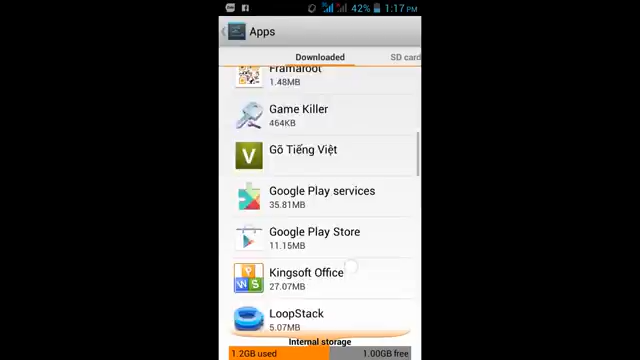 42% 1:17 PM
Apps
Downloaded SD card
Framaroot
1.48MB
Game Killer
464KB
V
Gõ Tiếng Việt
Google Play services
35.81MB
Google Play Store
11.15MB
P
W S
Kingsoft Office
27.07MB
LoopStack
5.07MB
Internal storage
1.2GB used 1.00GB free